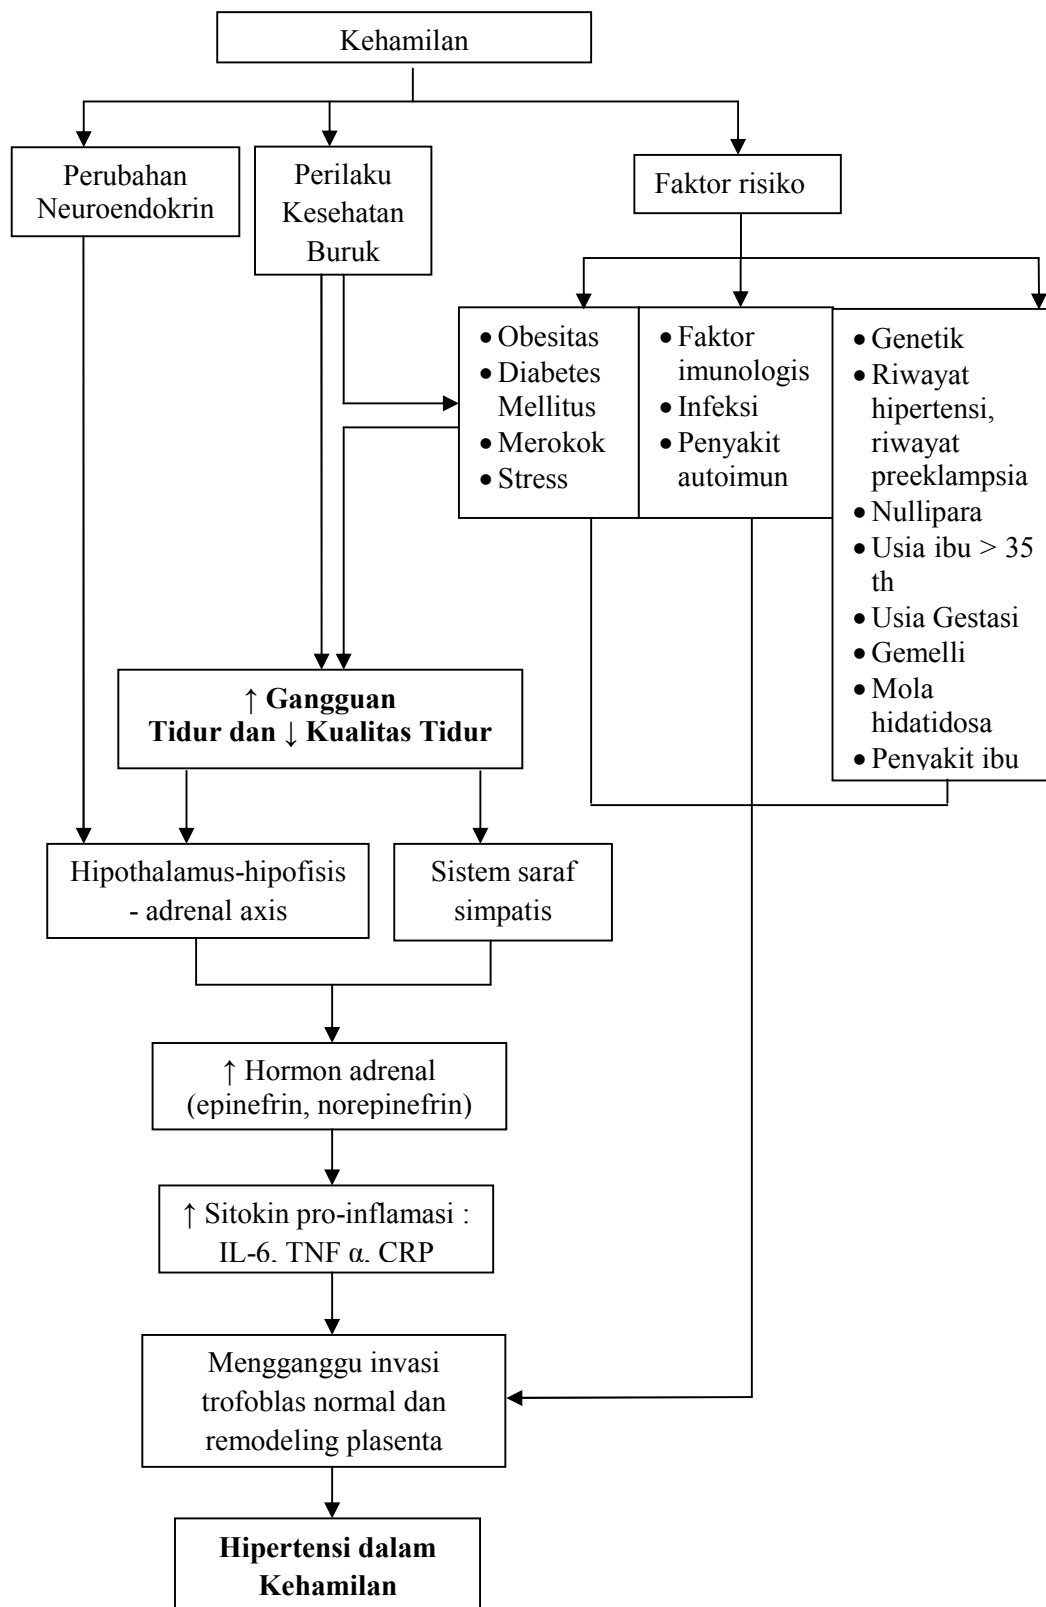 Kehamilan
Perubahan
Neuroendokrin
Perilaku
Kesehatan
Buruk
Faktor risiko
• Obesitas
• Diabetes
Mellitus
• Merokok
• Stress
• Faktor
imunologis
• Infeksi
• Penyakit
autoimun
• Genetik
• Riwayat
hipertensi,
riwayat
preeklampsia
• Nullipara
• Usia ibu > 35
th
• Usia Gestasi
• Gemelli
• Mola
hidatidosa
• Penyakit ibu
↑ Gangguan
Tidur dan ↓ Kualitas Tidur
Hipothalamus-hipofisis
- adrenal axis
Sistem saraf
simpatis
↑ Hormon adrenal
(epinefrin, norepinefrin)
↑ Sitokin pro-inflamasi :
IL-6, TNF α, CRP
Mengganggu invasi
trofoblas normal dan
remodeling plasenta
Hipertensi dalam
Kehamilan